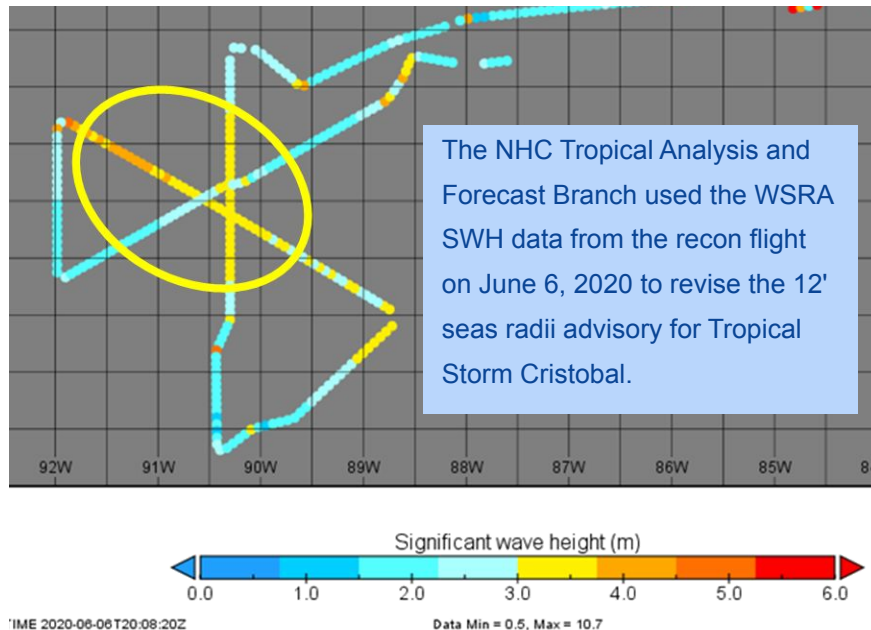 The NHC Tropical Analysis and
Forecast Branch used the WSRA
SWH data from the recon flight
on June 6, 2020 to revise the 12'
seas radii advisory for Tropical
Storm Cristobal.
92W 91W 90W 89W 88W 87W 86W 85W 8
Significant wave height (m)
0.0 1.0 2.0 3.0 4.0 5.0 6.0
IME 2020-06-06T20:08:20Z Data Min = 0.5, Max = 10.7